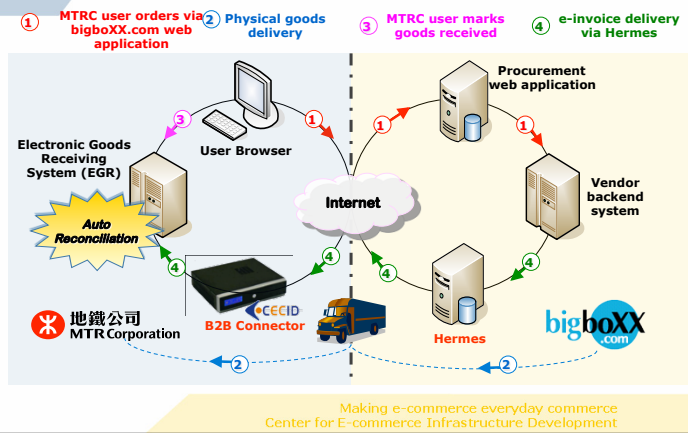 1 MTRC user orders via
bigboXX.com web
application
2 Physical goods
delivery
3 MTRC user marks
goods received
4 e-invoice delivery
via Hermes
Procurement
web application
3
1
1
1
User Browser
Electronic Goods
Receiving
System (EGR)
Vendor
backend
system
Internet
Auto
Reconciliation
4
4
4
4
CECID
B2B Connector
Hermes
地鐵公司
MTR Corporation
bigboXX
.com
2
2
Making e-commerce everyday commerce
Center for E-commerce Infrastructure Development